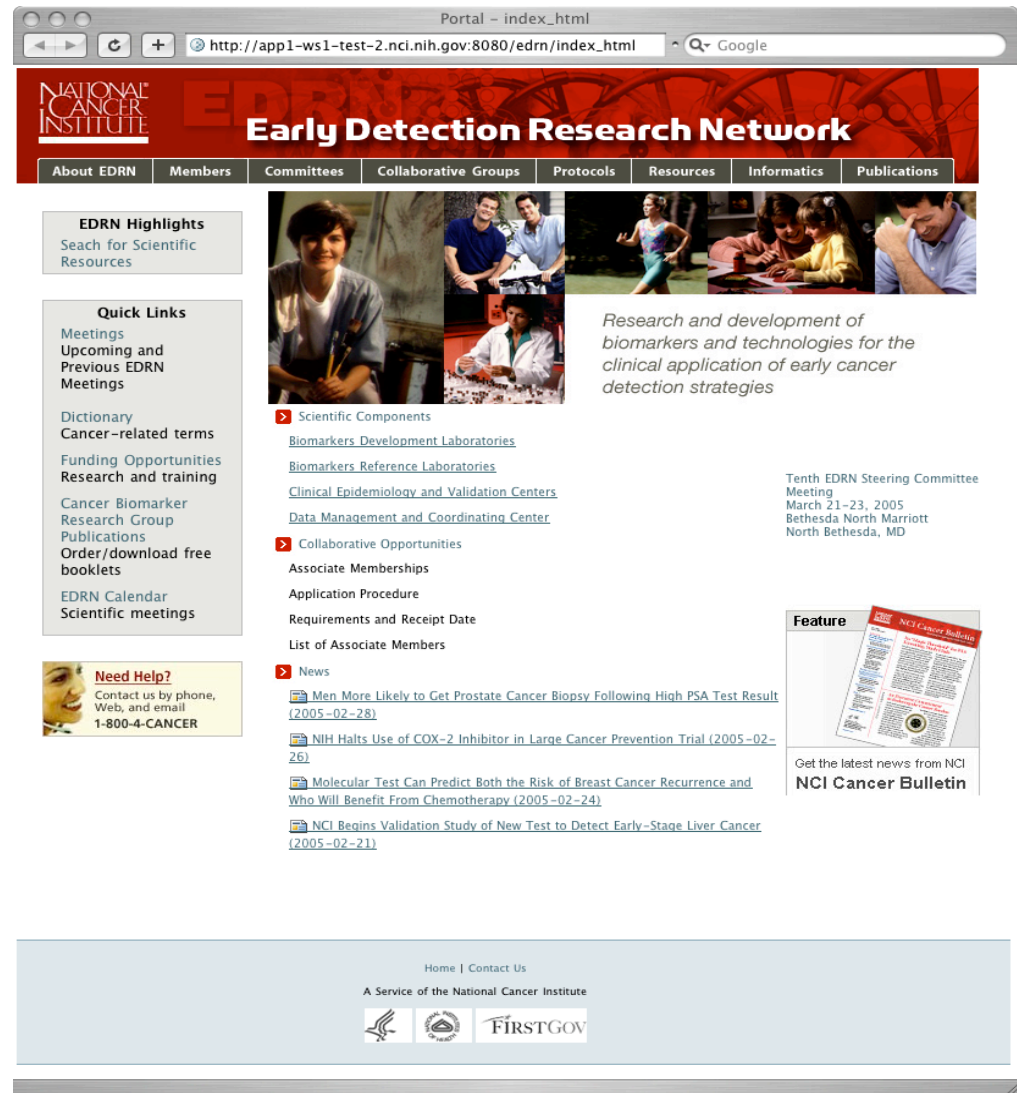 Portal – index_html
http://app1-ws1-test-2.nci.nih.gov:8080/edrn/index_html
Google
NATIONAL
CANCER
INSTITUTE
EDRN
Early Detection Research Network
About EDRN
Members
Committees
Collaborative Groups
Protocols
Resources
Informatics
Publications
EDRN Highlights
Seach for Scientific
Resources
Quick Links
Meetings
Upcoming and
Previous EDRN
Meetings
Dictionary
Cancer-related terms
Funding Opportunities
Research and training
Cancer Biomarker
Research Group
Publications
Order/download free
booklets
EDRN Calendar
Scientific meetings
Need Help?
Contact us by phone,
Web, and email
1-800-4-CANCER
Research and development of
biomarkers and technologies for the
clinical application of early cancer
detection strategies
Scientific Components
Biomarkers Development Laboratories
Biomarkers Reference Laboratories
Clinical Epidemiology and Validation Centers
Data Management and Coordinating Center
Collaborative Opportunities
Associate Memberships
Application Procedure
Requirements and Receipt Date
List of Associate Members
News
Men More Likely to Get Prostate Cancer Biopsy Following High PSA Test Result
(2005-02-28)
NIH Halts Use of COX-2 Inhibitor in Large Cancer Prevention Trial (2005-02-
26)
Molecular Test Can Predict Both the Risk of Breast Cancer Recurrence and
Who Will Benefit From Chemotherapy (2005-02-24)
NCI Begins Validation Study of New Test to Detect Early-Stage Liver Cancer
(2005-02-21)
Tenth EDRN Steering Committee
Meeting
March 21-23, 2005
Bethesda North Marriott
North Bethesda, MD
Feature
NCI Cancer Bulletin
Get the latest news from NCI
NCI Cancer Bulletin
Home | Contact Us
A Service of the National Cancer Institute
FIRSTGOV